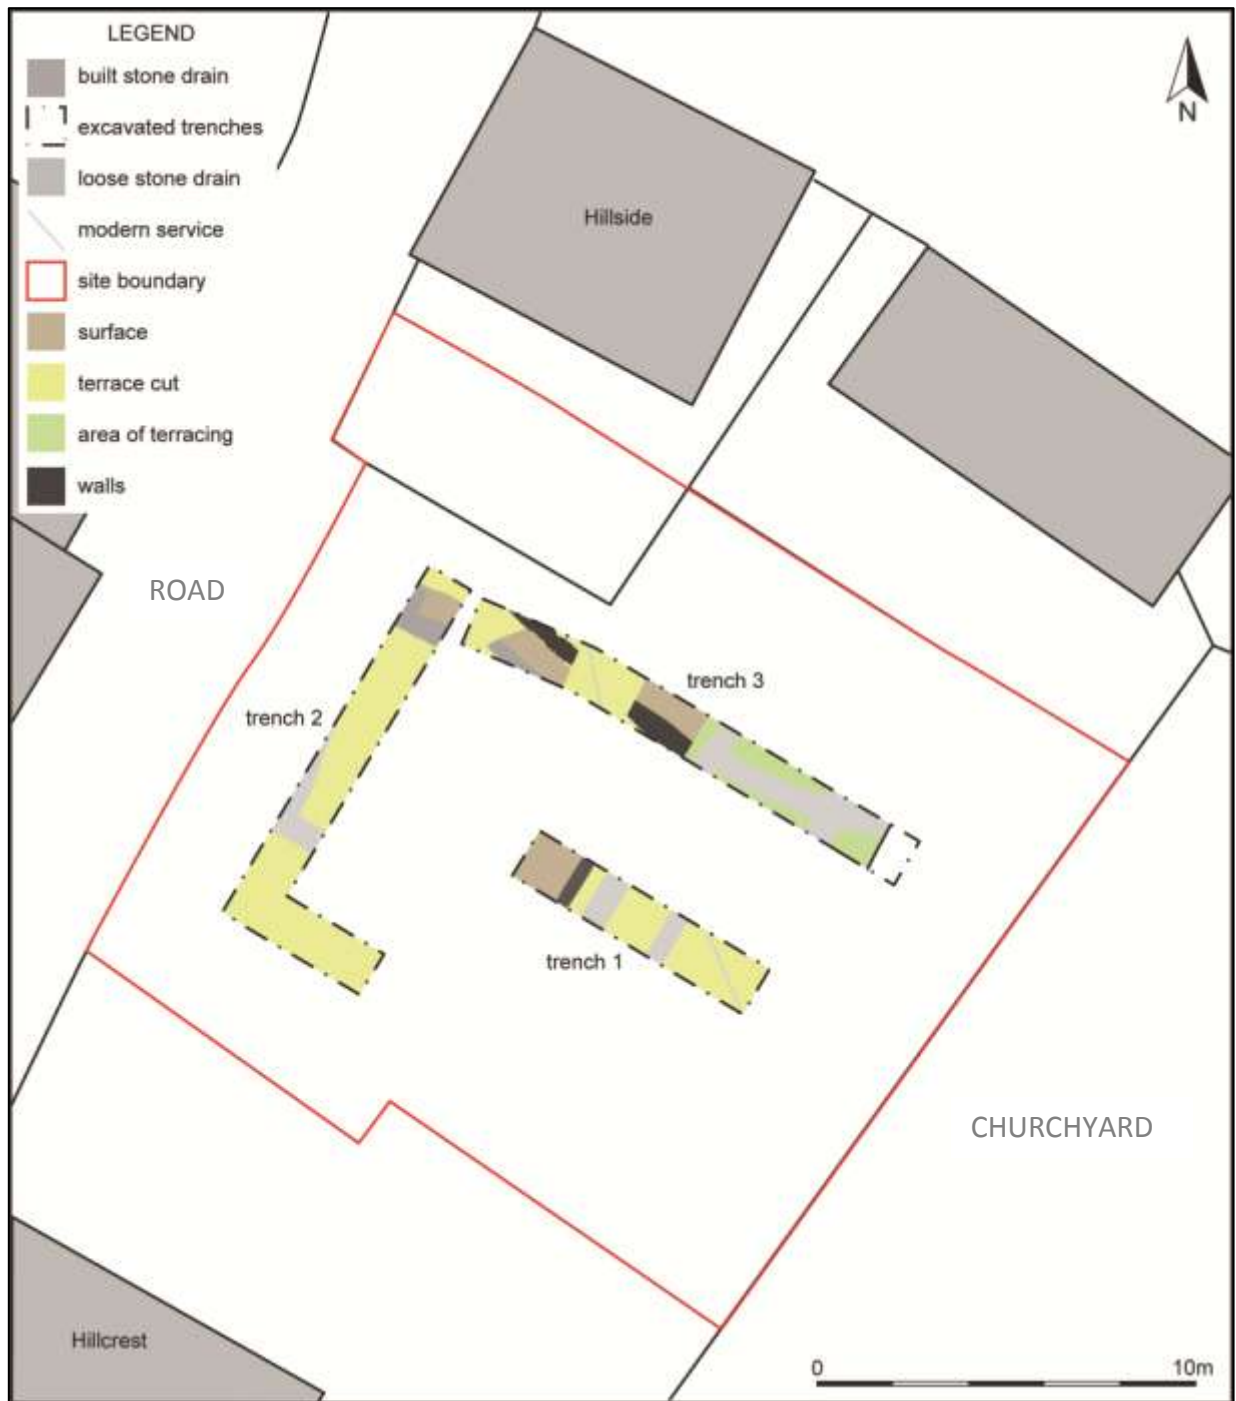 LEGEND
built stone drain
excavated trenches
loose stone drain
modern service
site boundary
surface
terrace cut
area of terracing
walls
N
Hillside
ROAD
trench 3
trench 2
trench 1
CHURCHYARD
Hillcrest
0 10m